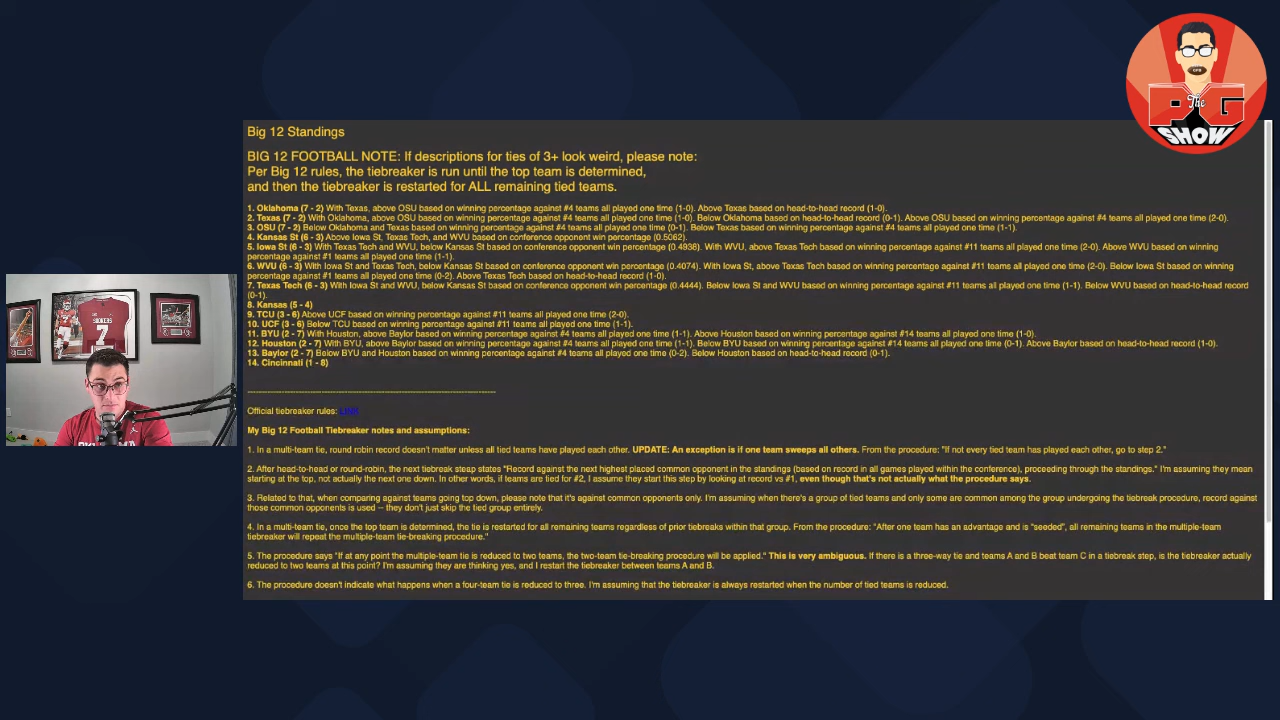 The
PG
SHOW
CFB
Big 12 Standings
BIG 12 FOOTBALL NOTE: If descriptions for ties of 3+ look weird, please note:
Per Big 12 rules, the tiebreaker is run until the top team is determined,
and then the tiebreaker is restarted for ALL remaining tied teams.
1. Oklahoma (7 - 2) With Texas, above OSU based on winning percentage against #4 teams all played one time (1-0). Above Texas based on head-to-head record (1-0).
2. Texas (7 - 2) With Oklahoma, above OSU based on winning percentage against #4 teams all played one time (1-0). Below Oklahoma based on head-to-head record (0-1). Above OSU based on winning percentage against #4 teams all played one time (2-0).
3. OSU (7 - 2) Below Oklahoma and Texas based on winning percentage against #4 teams all played one time (0-1). Below Texas based on winning percentage against #4 teams all played one time (1-1).
4. Kansas St (6 - 3) Above Iowa St, Texas Tech, and WVU based on conference opponent win percentage (0.5062).
5. Iowa St (6 - 3) With Texas Tech and WVU, below Kansas St based on conference opponent win percentage (0.4938). With WVU, above Texas Tech based on winning percentage against #11 teams all played one time (2-0). Above WVU based on winning
percentage against #1 teams all played one time (1-1).
6. WVU (6 - 3) With Iowa St and Texas Tech, below Kansas St based on conference opponent win percentage (0.4074). With Iowa St, above Texas Tech based on winning percentage against #11 teams all played one time (2-0). Below Iowa St based on winning
percentage against #1 teams all played one time (0-2). Above Texas Tech based on head-to-head record (1-0).
7. Texas Tech (6 - 3) With Iowa St and WVU, below Kansas St based on conference opponent win percentage (0.4444). Below Iowa St and WVU based on winning percentage against #11 teams all played one time (1-1). Below WVU based on head-to-head record
(0-1).
8. Kansas (5 - 4)
9. TCU (3 - 6) Above UCF based on winning percentage against #11 teams all played one time (2-0).
10. UCF (3 - 6) Below TCU based on winning percentage against #11 teams all played one time (1-1).
11. BYU (2 - 7) With Houston, above Baylor based on winning percentage against #4 teams all played one time (1-1). Above Houston based on winning percentage against #14 teams all played one time (1-0).
12. Houston (2 - 7) With BYU, above Baylor based on winning percentage against #4 teams all played one time (1-1). Below BYU based on winning percentage against #14 teams all played one time (0-1). Above Baylor based on head-to-head record (1-0).
13. Baylor (2 - 7) Below BYU and Houston based on winning percentage against #4 teams all played one time (0-2). Below Houston based on head-to-head record (0-1).
14. Cincinnati (1 - 8)
Official tiebreaker rules: LINK
My Big 12 Football Tiebreaker notes and assumptions:
1. In a multi-team tie, round robin record doesn't matter unless all tied teams have played each other. UPDATE: An exception is if one team sweeps all others. From the procedure: "If not every tied team has played each other, go to step 2."
2. After head-to-head or round-robin, the next tiebreak steap states "Record against the next highest placed common opponent in the standings (based on record in all games played within the conference), proceeding through the standings." I'm assuming they mean
starting at the top, not actually the next one down. In other words, if teams are tied for #2, I assume they start this step by looking at record vs #1, even though that's not actually what the procedure says.
3. Related to that, when comparing against teams going top down, please note that it's against common opponents only. I'm assuming when there's a group of tied teams and only some are common among the group undergoing the tiebreak procedure, record against
those common opponents is used -- they don't just skip the tied group entirely.
4. In a multi-team tie, once the top team is determined, the tie is restarted for all remaining teams regardless of prior tiebreaks within that group. From the procedure: "After one team has an advantage and is "seeded", all remaining teams in the multiple-team
tiebreaker will repeat the multiple-team tie-breaking procedure."
5. The procedure says "If at any point the multiple-team tie is reduced to two teams, the two-team tie-breaking procedure will be applied." This is very ambiguous. If there is a three-way tie and teams A and B beat team C in a tiebreak step, is the tiebreaker actually
reduced to two teams at this point? I'm assuming they are thinking yes, and I restart the tiebreaker between teams A and B.
6. The procedure doesn't indicate what happens when a four-team tie is reduced to three. I'm assuming that the tiebreaker is always restarted when the number of tied teams is reduced.
SOONERS
7